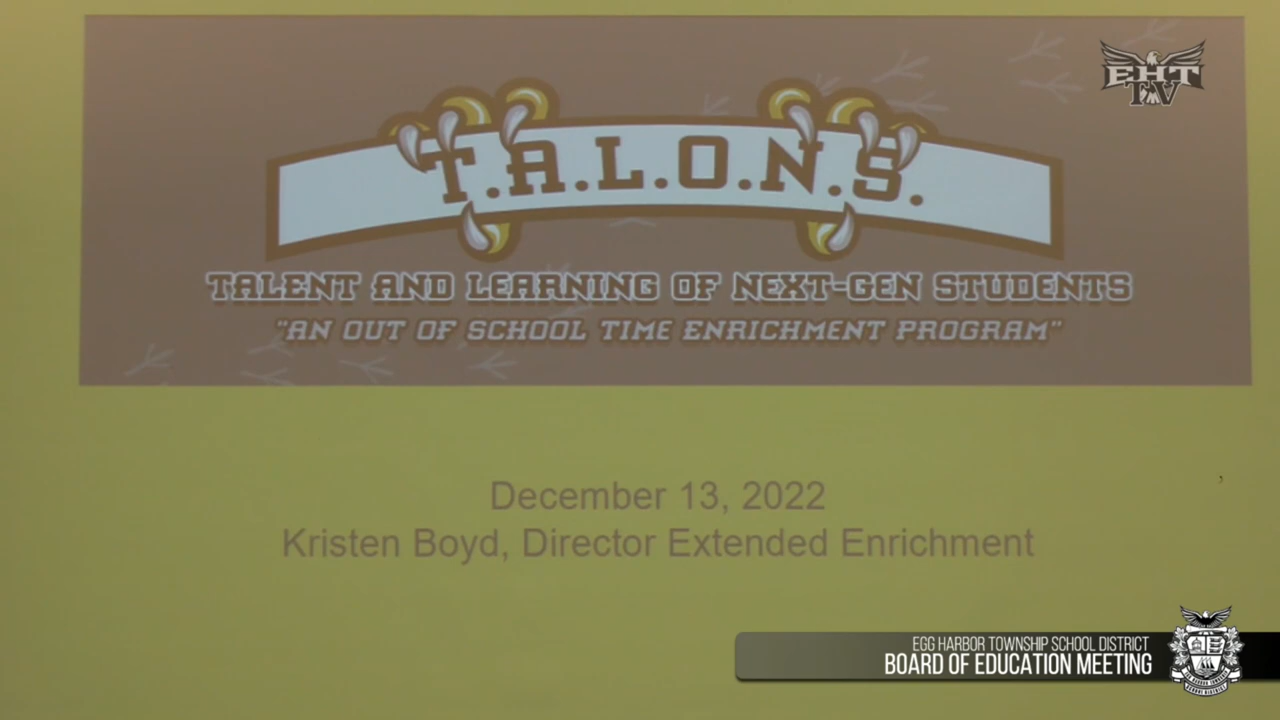 EHT
TV
T.A.L.O.N.S.
TALENT AND LEARNING OF NEXT-GEN STUDENTS
"AN OUT OF SCHOOL TIME ENRICHMENT PROGRAM"
December 13, 2022
Kristen Boyd, Director Extended Enrichment
EGG HARBOR TOWNSHIP SCHOOL DISTRICT
BOARD OF EDUCATION MEETING